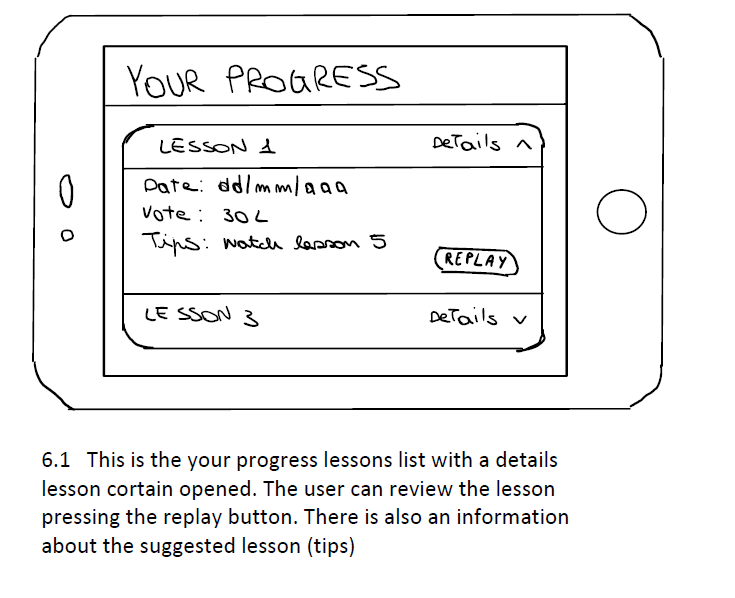 YOUR PROGRESS
LESSON 1 Details ^
Date: dd/mm/aaa
Vote: 30 L
Tips: Watch lesson 5
REPLAY
LESSON 3 Details v
6.1 This is the your progress lessons list with a details
lesson cortain opened. The user can review the lesson
pressing the replay button. There is also an information
about the suggested lesson (tips)